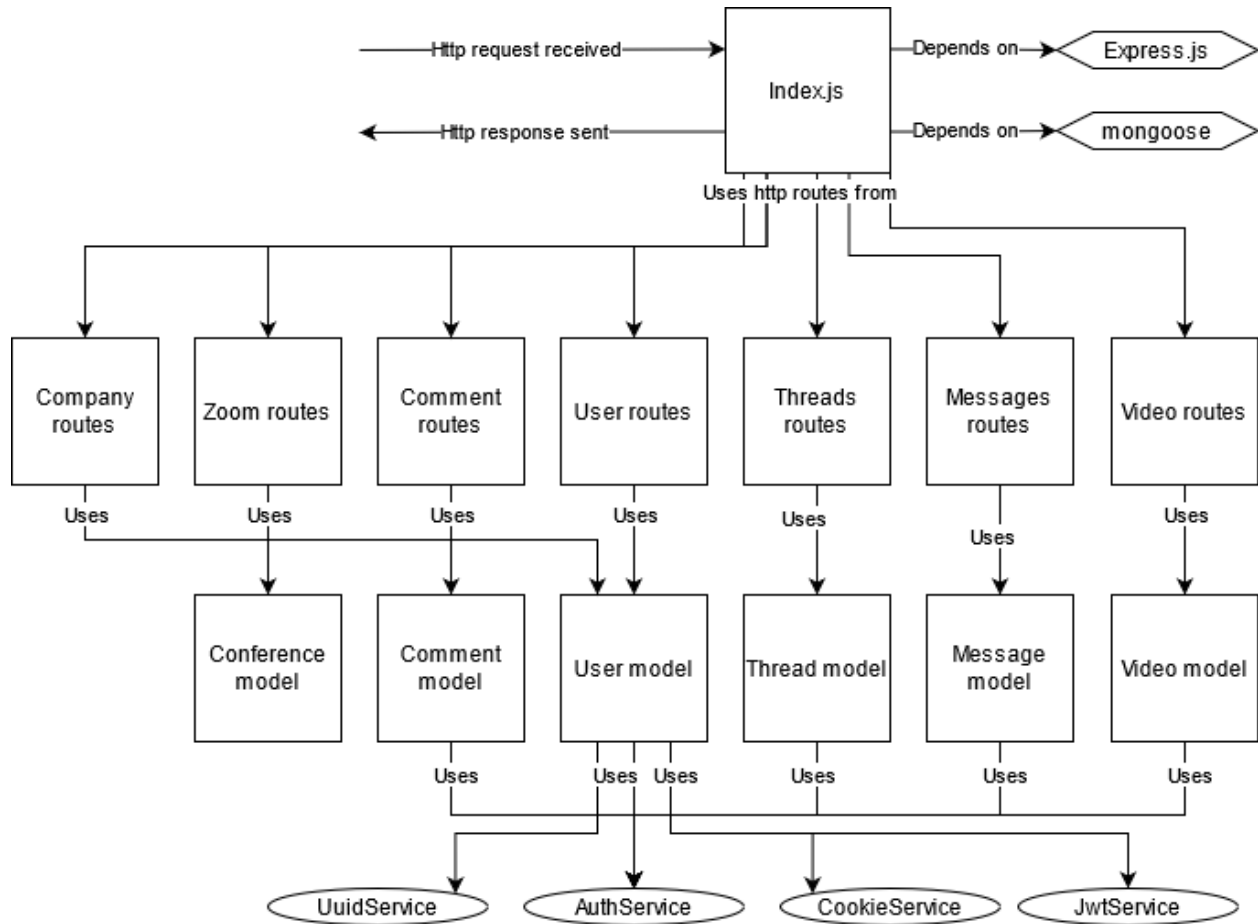 Http request received
Depends on
Express.js
Index.js
Http response sent
Depends on
mongoose
Uses http routes from
Company
routes
Zoom routes
Comment
routes
User routes
Threads
routes
Messages
routes
Video routes
Uses
Uses
Uses
Uses
Uses
Uses
Uses
Conference
model
Comment
model
User model
Thread model
Message
model
Video model
Uses
Uses
Uses
Uses
Uses
Uses
UuidService
AuthService
CookieService
JwtService